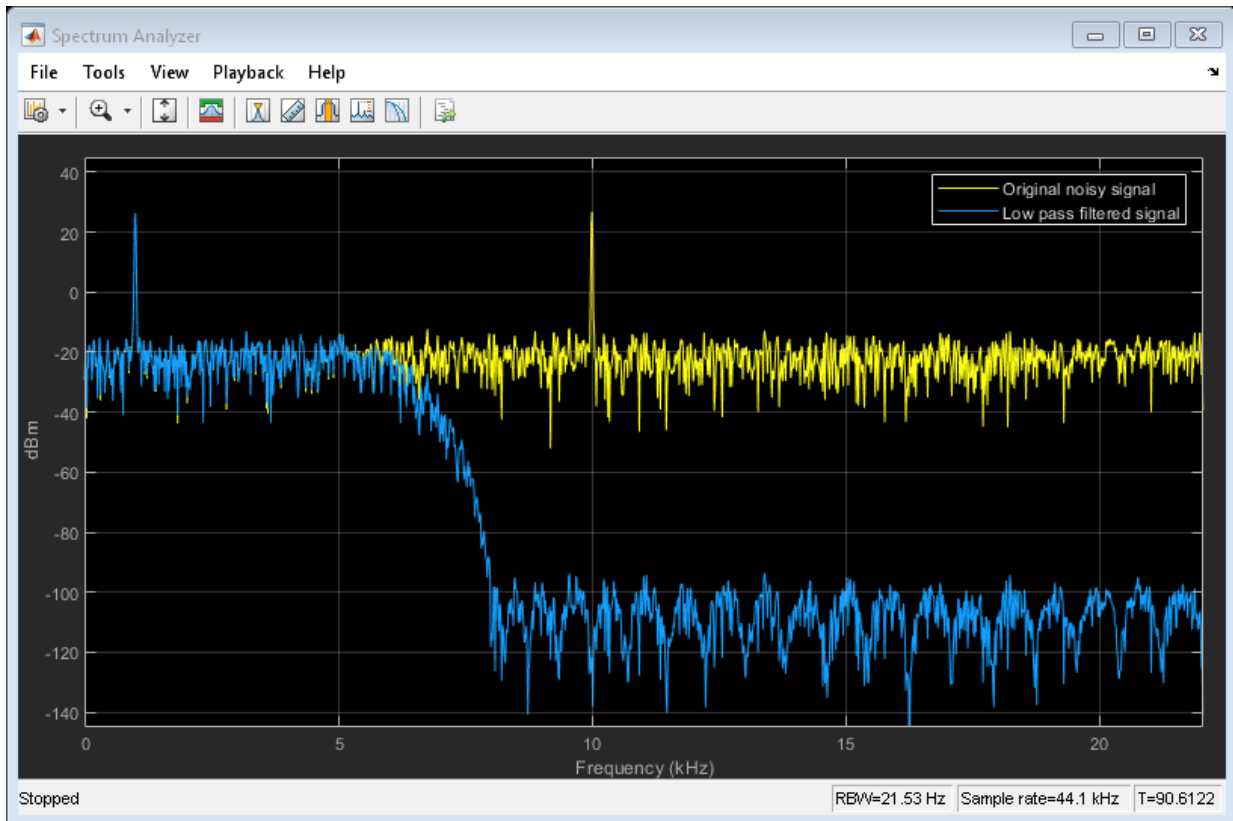 Spectrum Analyzer
File Tools View Playback Help
Original noisy signal
Low pass filtered signal
40
20
0
-20
-40
-60
-80
-100
-120
-140
dBm
0 5 10 15 20
Frequency (kHz)
Stopped RBW=21.53 Hz Sample rate=44.1 kHz T=90.6122